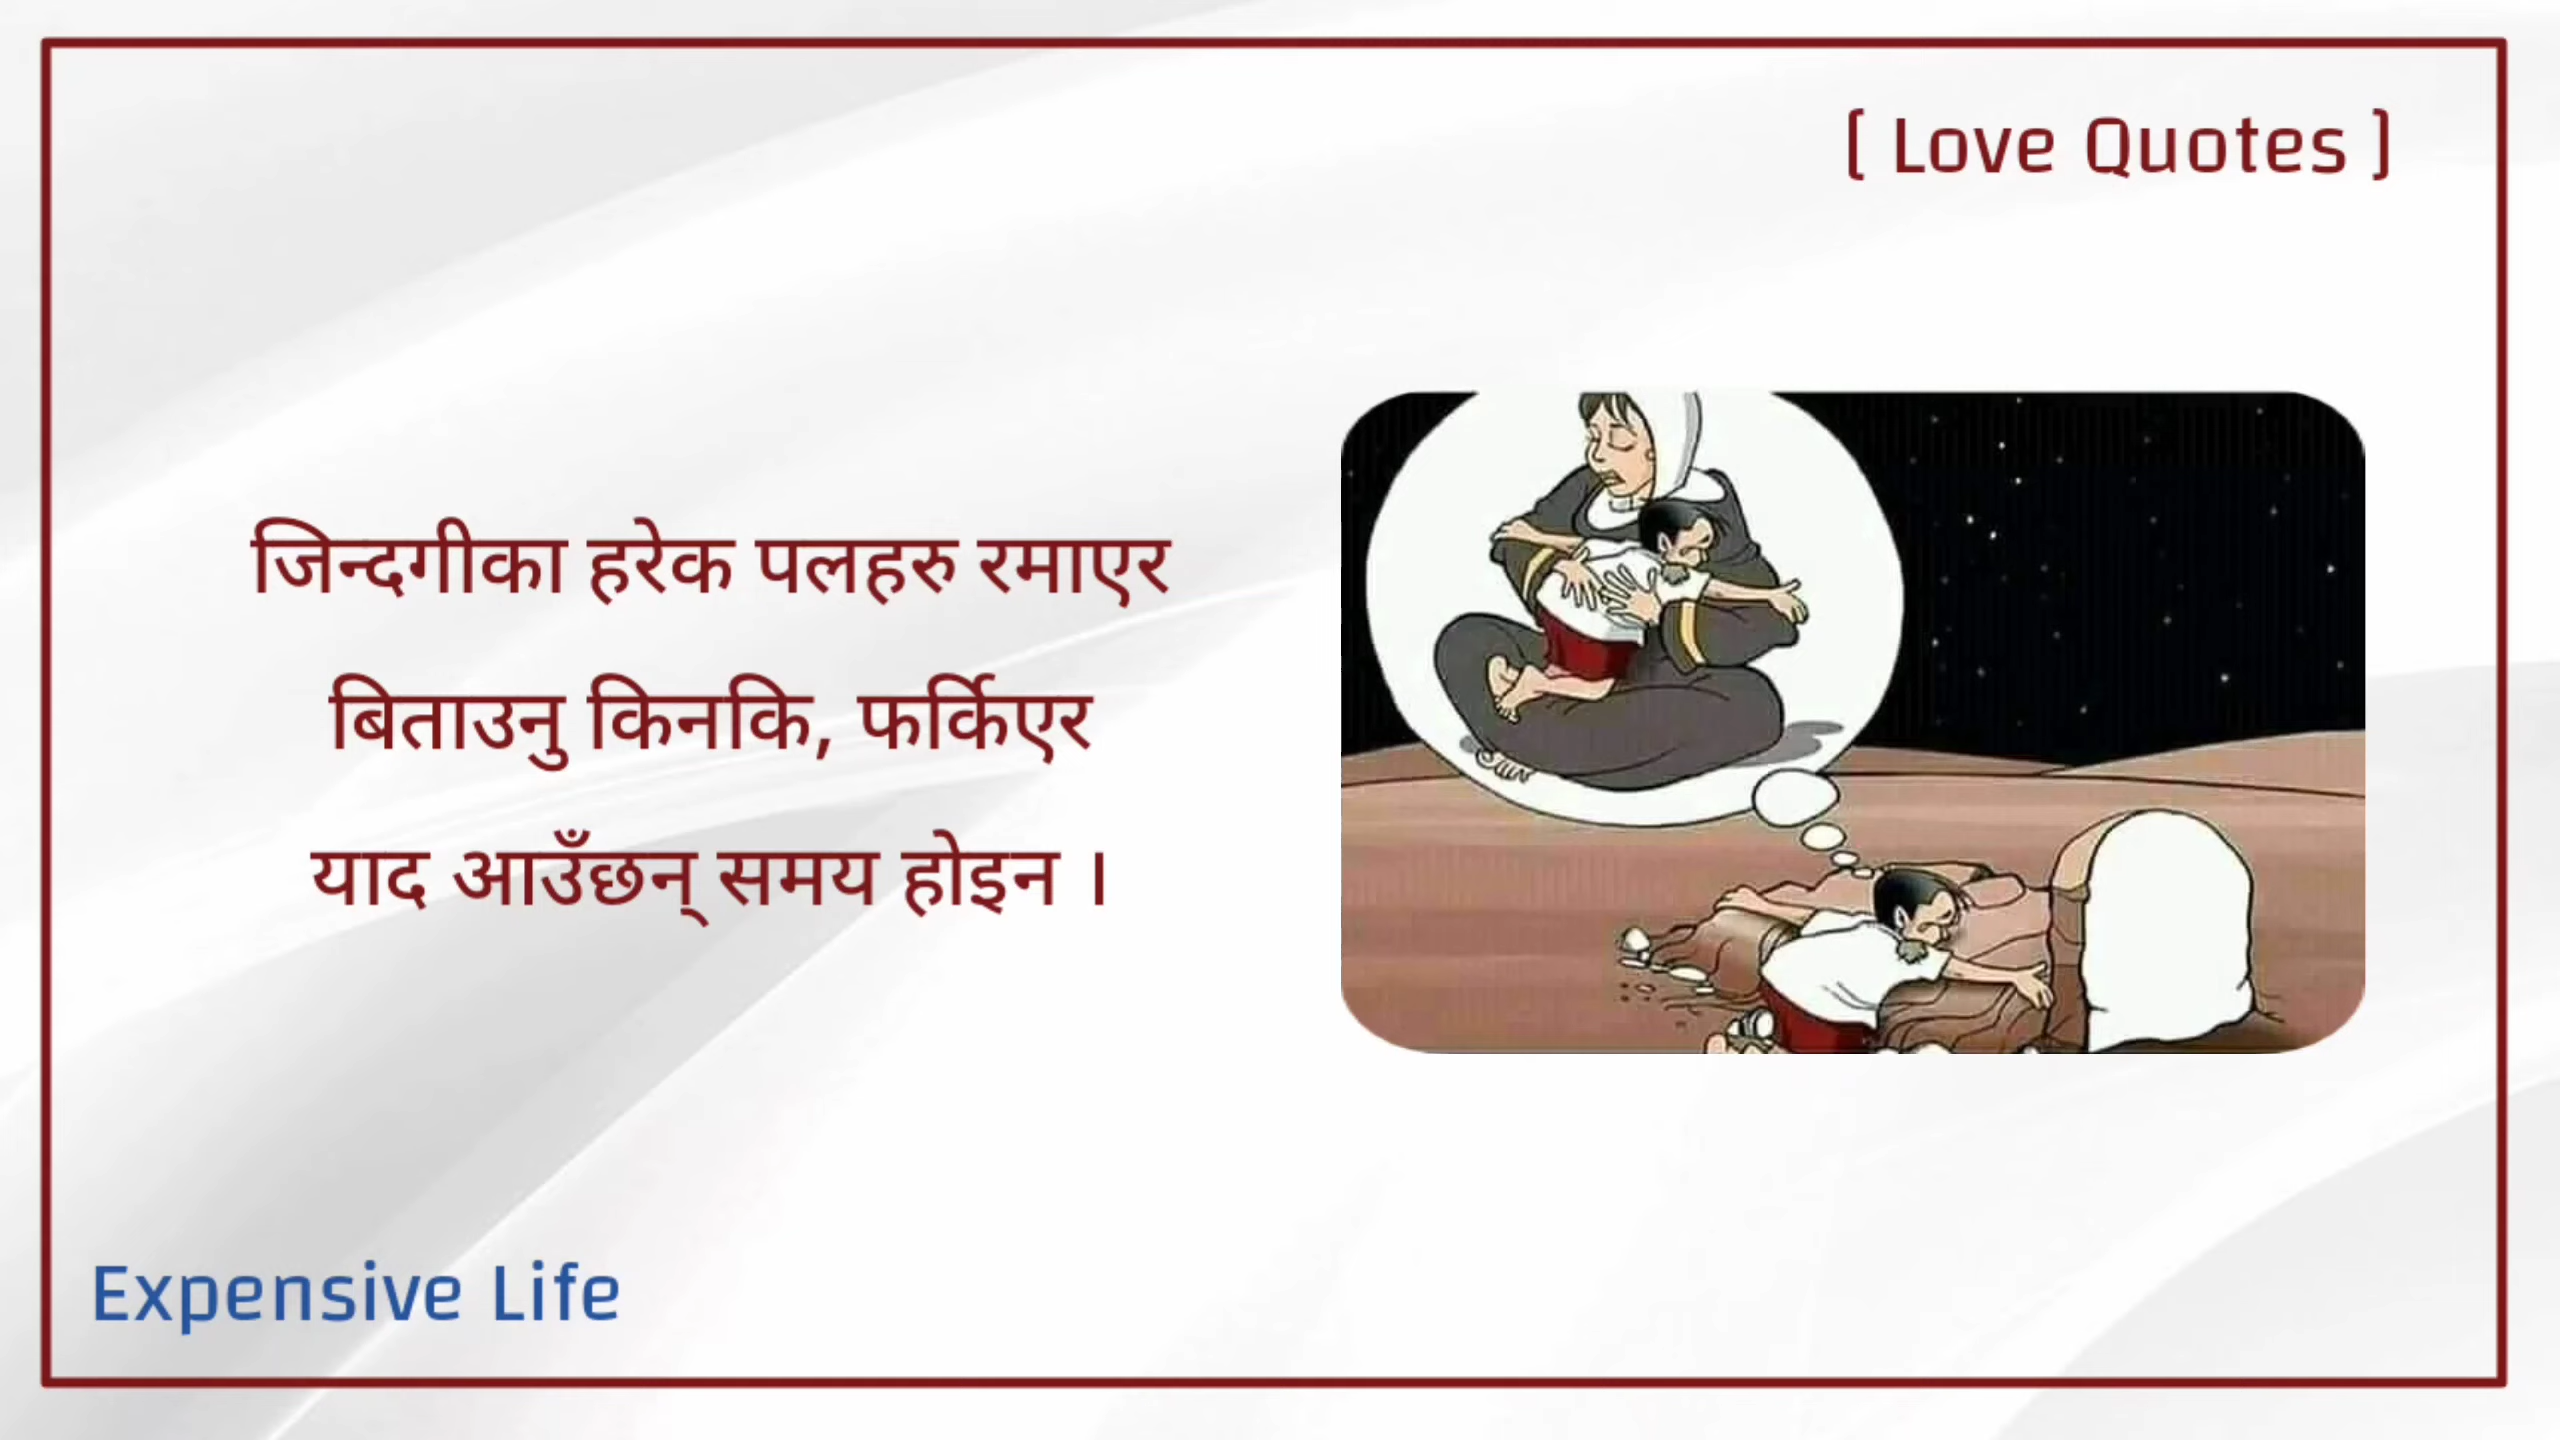 [ Love Quotes ]
जिन्दगीका हरेक पलहरु रमाएर
बिताउनु किनकि, फर्किएर
याद आउँछन् समय होइन ।
Expensive Life